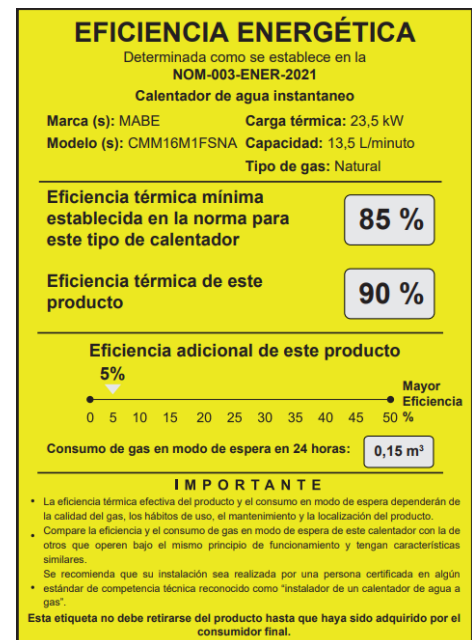 EFICIENCIA ENERGÉTICA
Determinada como se establece en la
NOM-003-ENER-2021
Calentador de agua instantaneo
Marca (s): MABE Carga térmica: 23,5 kW
Modelo (s): CMM16M1FSNA Capacidad: 13,5 L/minuto
Tipo de gas: Natural
Eficiencia térmica mínima
establecida en la norma para
este tipo de calentador
85 %
Eficiencia térmica de este
producto
90 %
Eficiencia adicional de este producto
5%
Mayor
Eficiencia
0 5 10 15 20 25 30 35 40 45 50 %
Consumo de gas en modo de espera en 24 horas: 0,15 m³
IMPORTANTE
• La eficiencia térmica efectiva del producto y el consumo en modo de espera dependerán de
la calidad del gas, los hábitos de uso, el mantenimiento y la localización del producto.
• Compare la eficiencia y el consumo de gas en modo de espera de este calentador con la de
otros que operen bajo el mismo principio de funcionamiento y tengan características
similares.
Se recomienda que su instalación sea realizada por una persona certificada en algún
• estándar de competencia técnica reconocido como “instalador de un calentador de agua a
gas”.
Esta etiqueta no debe retirarse del producto hasta que haya sido adquirido por el
consumidor final.